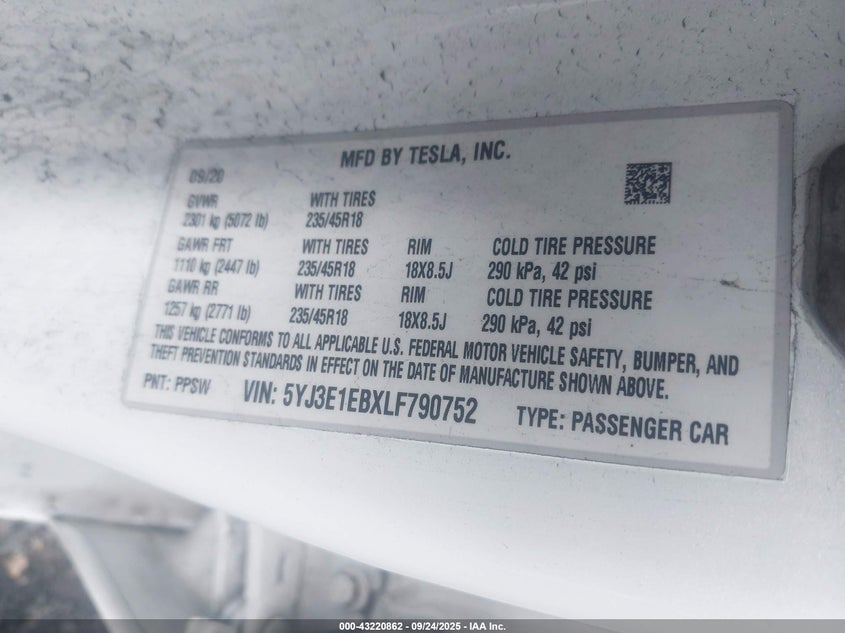 MFD BY TESLA, INC.
09/20
GVWR WITH TIRES
2301 kg (5072 lb) 235/45R18
GAWR FRT WITH TIRES RIM COLD TIRE PRESSURE
1110 kg (2447 lb) 235/45R18 18X8.5J 290 kPa, 42 psi
GAWR RR WITH TIRES RIM COLD TIRE PRESSURE
1257 kg (2771 lb) 235/45R18 18X8.5J 290 kPa, 42 psi
THIS VEHICLE CONFORMS TO ALL APPLICABLE U.S. FEDERAL MOTOR VEHICLE SAFETY, BUMPER, AND
THEFT PREVENTION STANDARDS IN EFFECT ON THE DATE OF MANUFACTURE SHOWN ABOVE.
PNT: PPSW VIN: 5YJ3E1EBXLF790752 TYPE: PASSENGER CAR
000-43220862 - 09/24/2025 - IAA Inc.